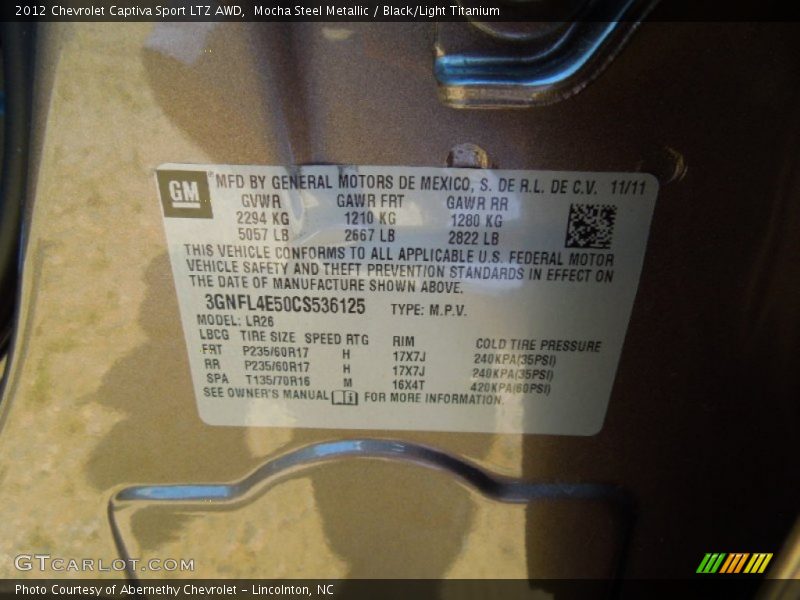 2012 Chevrolet Captiva Sport LTZ AWD, Mocha Steel Metallic / Black/Light Titanium
GM ® MFD BY GENERAL MOTORS DE MEXICO, S. DE R.L. DE C.V. 11/11
GVWR GAWR FRT GAWR RR
2294 KG 1210 KG 1280 KG
5057 LB 2667 LB 2822 LB
THIS VEHICLE CONFORMS TO ALL APPLICABLE U.S. FEDERAL MOTOR
VEHICLE SAFETY AND THEFT PREVENTION STANDARDS IN EFFECT ON
THE DATE OF MANUFACTURE SHOWN ABOVE.
3GNFL4E50CS536125 TYPE: M.P.V.
MODEL: LR26
LBCG TIRE SIZE SPEED RTG RIM COLD TIRE PRESSURE
FRT P235/60R17 H 17X7J 240KPA(35PSI)
RR P235/60R17 H 17X7J 240KPA(35PSI)
SPA T135/70R16 M 16X4T 420KPA(60PSI)
SEE OWNER'S MANUAL FOR MORE INFORMATION.
GTCARLOT.COM
Photo Courtesy of Abernethy Chevrolet - Lincolnton, NC